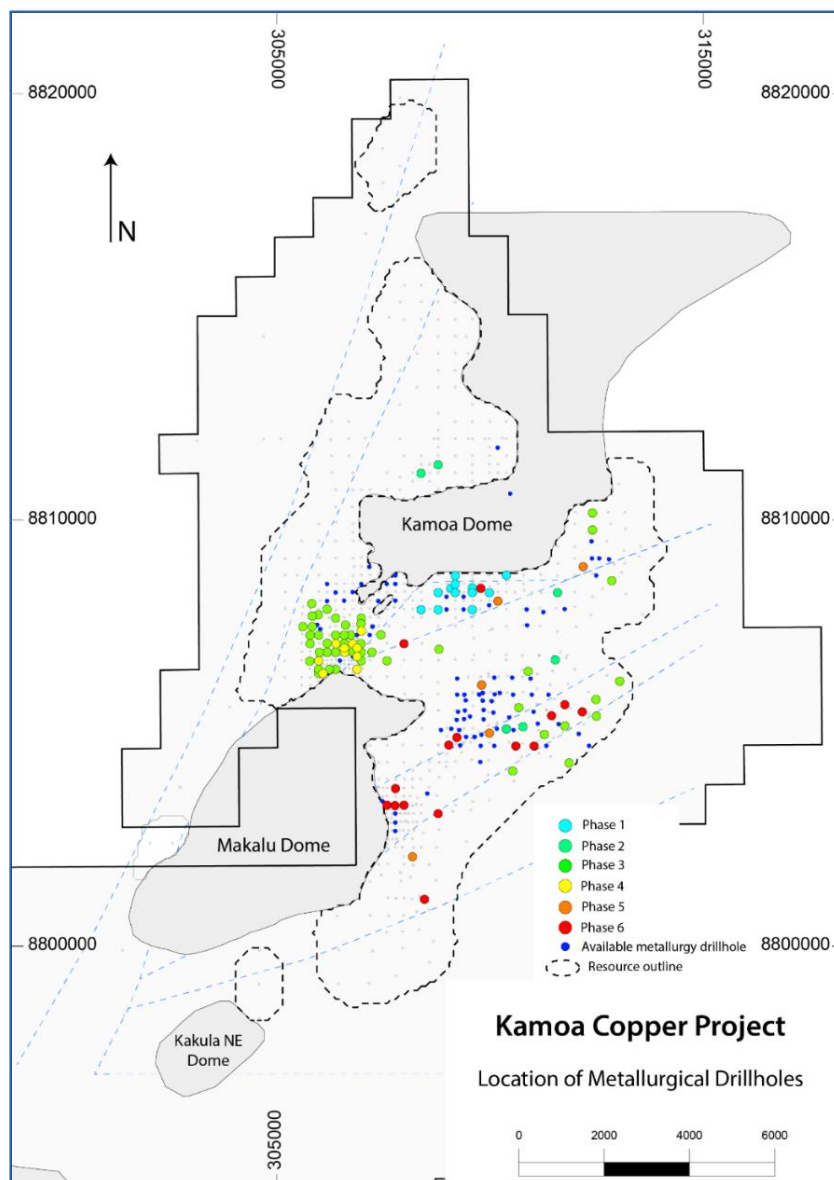 305000
315000
8820000
8820000
N
Kamoa Dome
8810000
8810000
Makalu Dome
Phase 1
Phase 2
Phase 3
Phase 4
Phase 5
Phase 6
Available metallurgy drillhole
Resource outline
8800000
8800000
Kakula NE
Dome
Kamoa Copper Project
Location of Metallurgical Drillholes
305000
0
2000
4000
6000